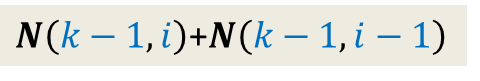 N(k − 1, i)+N(k − 1, i − 1)